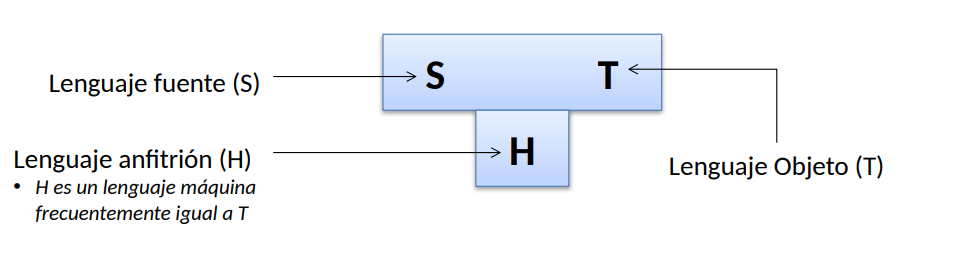 Lenguaje fuente (S)
S
T
Lenguaje anfitrión (H)
• H es un lenguaje máquina
frecuentemente igual a T
H
Lenguaje Objeto (T)